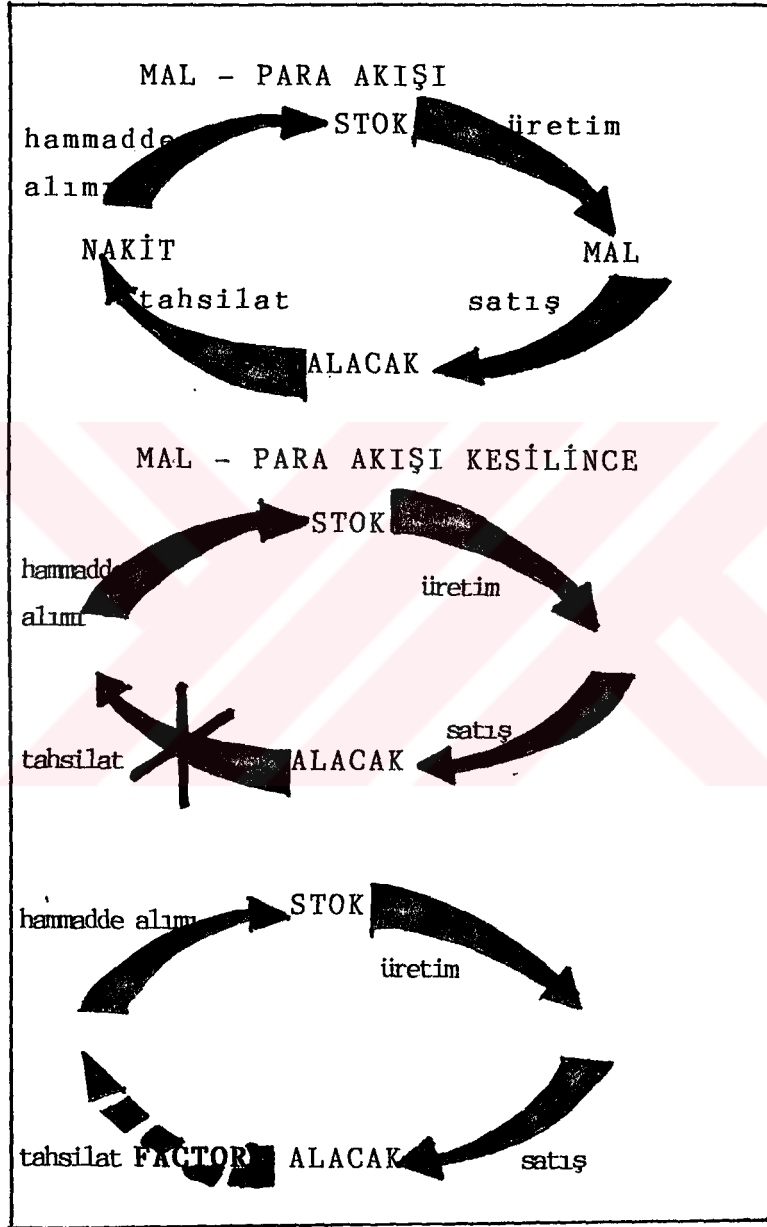 MAL - PARA AKIŞI
STOK
üretim
hammadde
alımı
NAKİT
MAL
tahsilat
satış
ALACAK
MAL - PARA AKIŞI KESİLİNCE
STOK
hammadde
alımı
üretim
satış
tahsilat
ALACAK
STOK
hammadde alımı
üretim
tahsilat FACTOR
ALACAK
satış